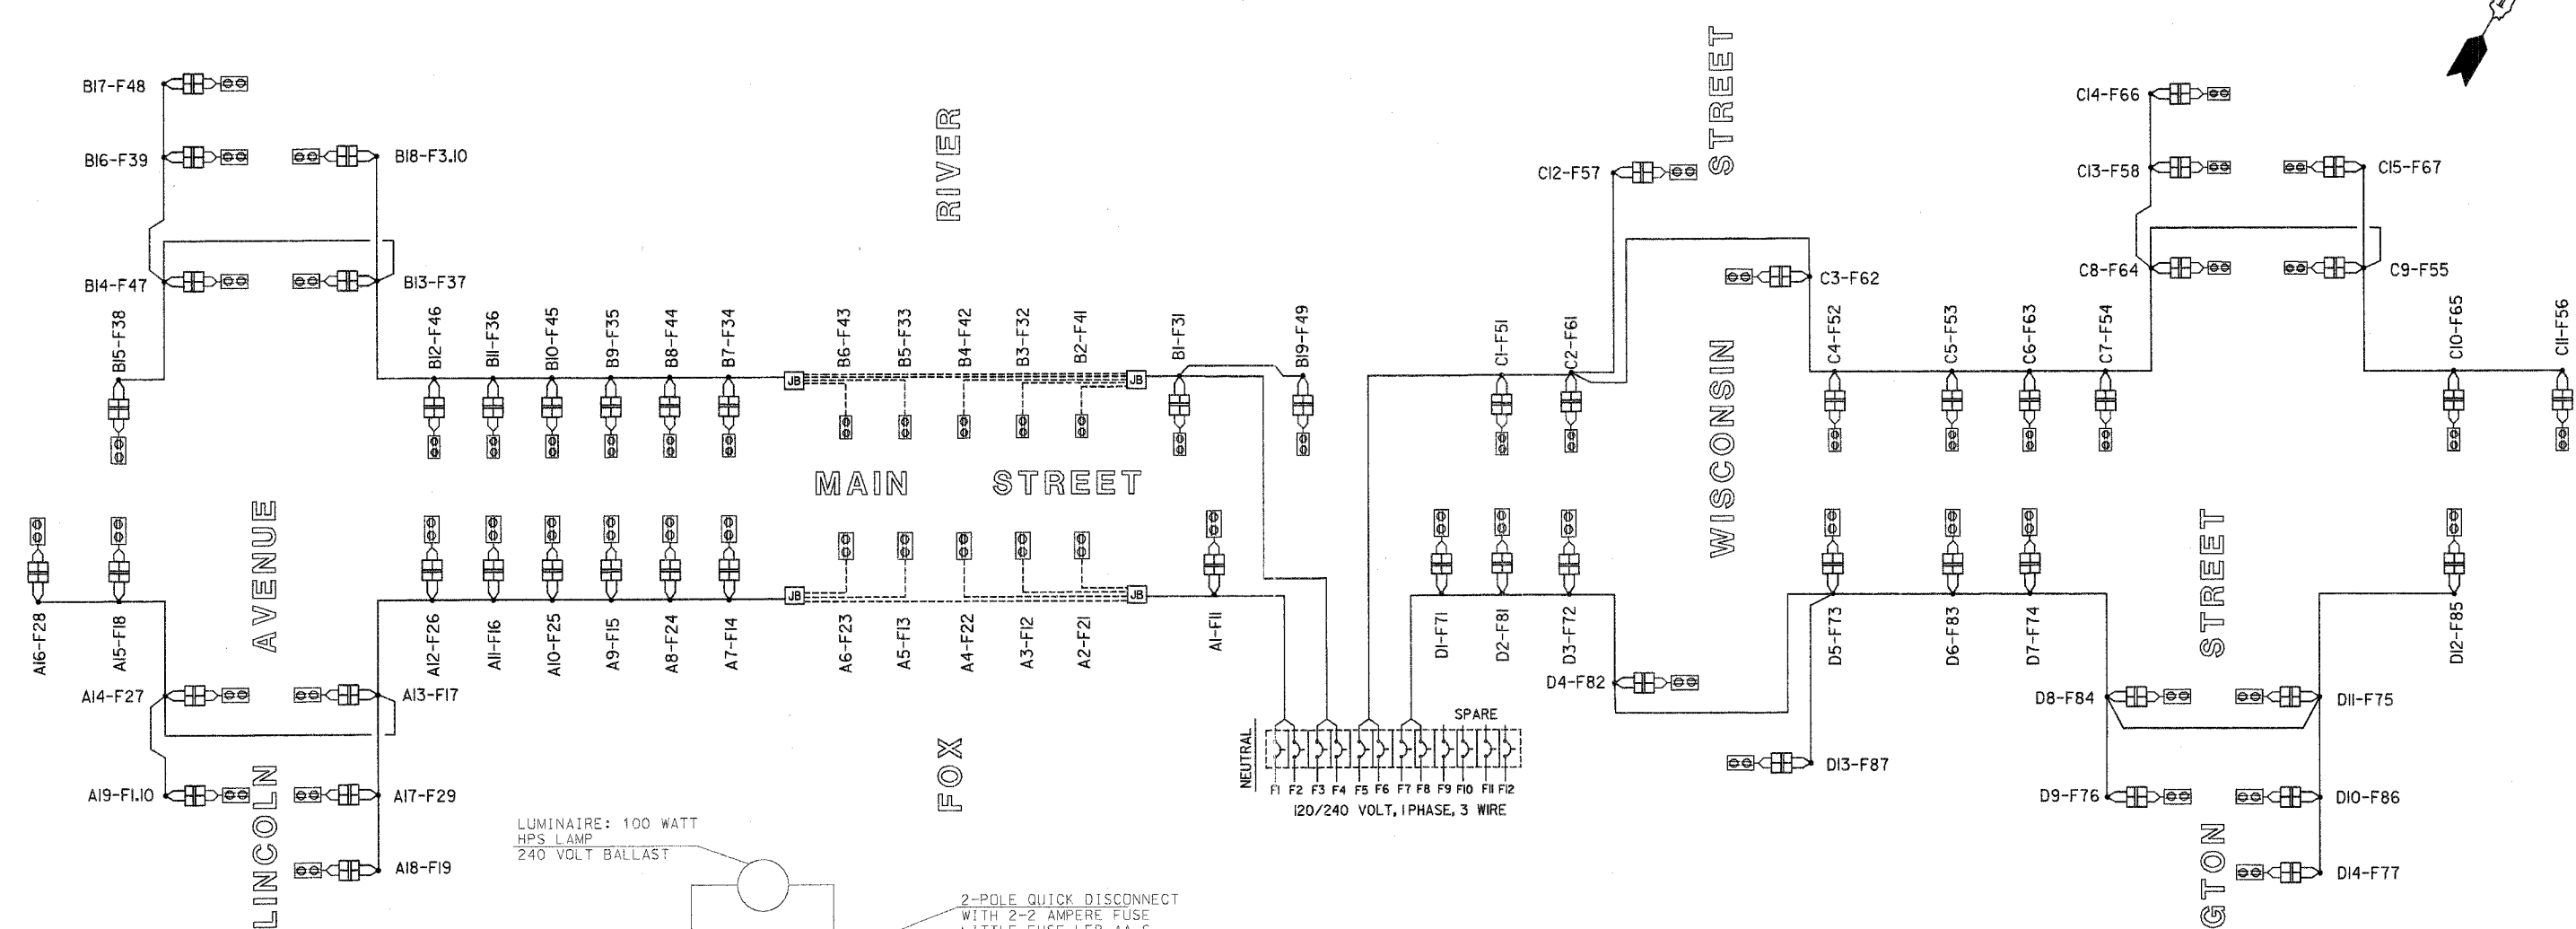 B17-F48
B16-F39
B18-F3.10
B14-F47
B13-F37
B15-F38
B12-F46
B11-F36
B10-F45
B9-F35
B8-F44
B7-F34
JB
B6-F43
B5-F33
B4-F42
B3-F32
B2-F41
JB
B1-F31
B19-F49
RIVER
STREET
C12-F57
C14-F66
C13-F58
C15-F67
C3-F62
C8-F64
C9-F55
C1-F51
C2-F61
C4-F52
C5-F53
C6-F63
C7-F54
C10-F65
C11-F56
MAIN STREET
WISCONSIN
AVENUE
STREET
A16-F28
A15-F18
A12-F26
A11-F16
A10-F25
A9-F15
A8-F24
A7-F14
JB
A6-F23
A5-F13
A4-F22
A3-F12
A2-F21
JB
A1-F11
D1-F71
D2-F81
D3-F72
D5-F73
D6-F83
D7-F74
D12-F85
A14-F27
A13-F17
D4-F82
D8-F84
D11-F75
SPARE
NEUTRAL
F1 F2 F3 F4 F5 F6 F7 F8 F9 F10 F11 F12
120/240 VOLT, 1 PHASE, 3 WIRE
D13-F87
FOX
A19-F1.10
A17-F29
D9-F76
D10-F86
LINCOLN
A18-F19
D14-F77
GTON
LUMINAIRE: 100 WATT
HPS LAMP
240 VOLT BALLAST
2-POLE QUICK DISCONNECT
WITH 2-2 AMPERE FUSE